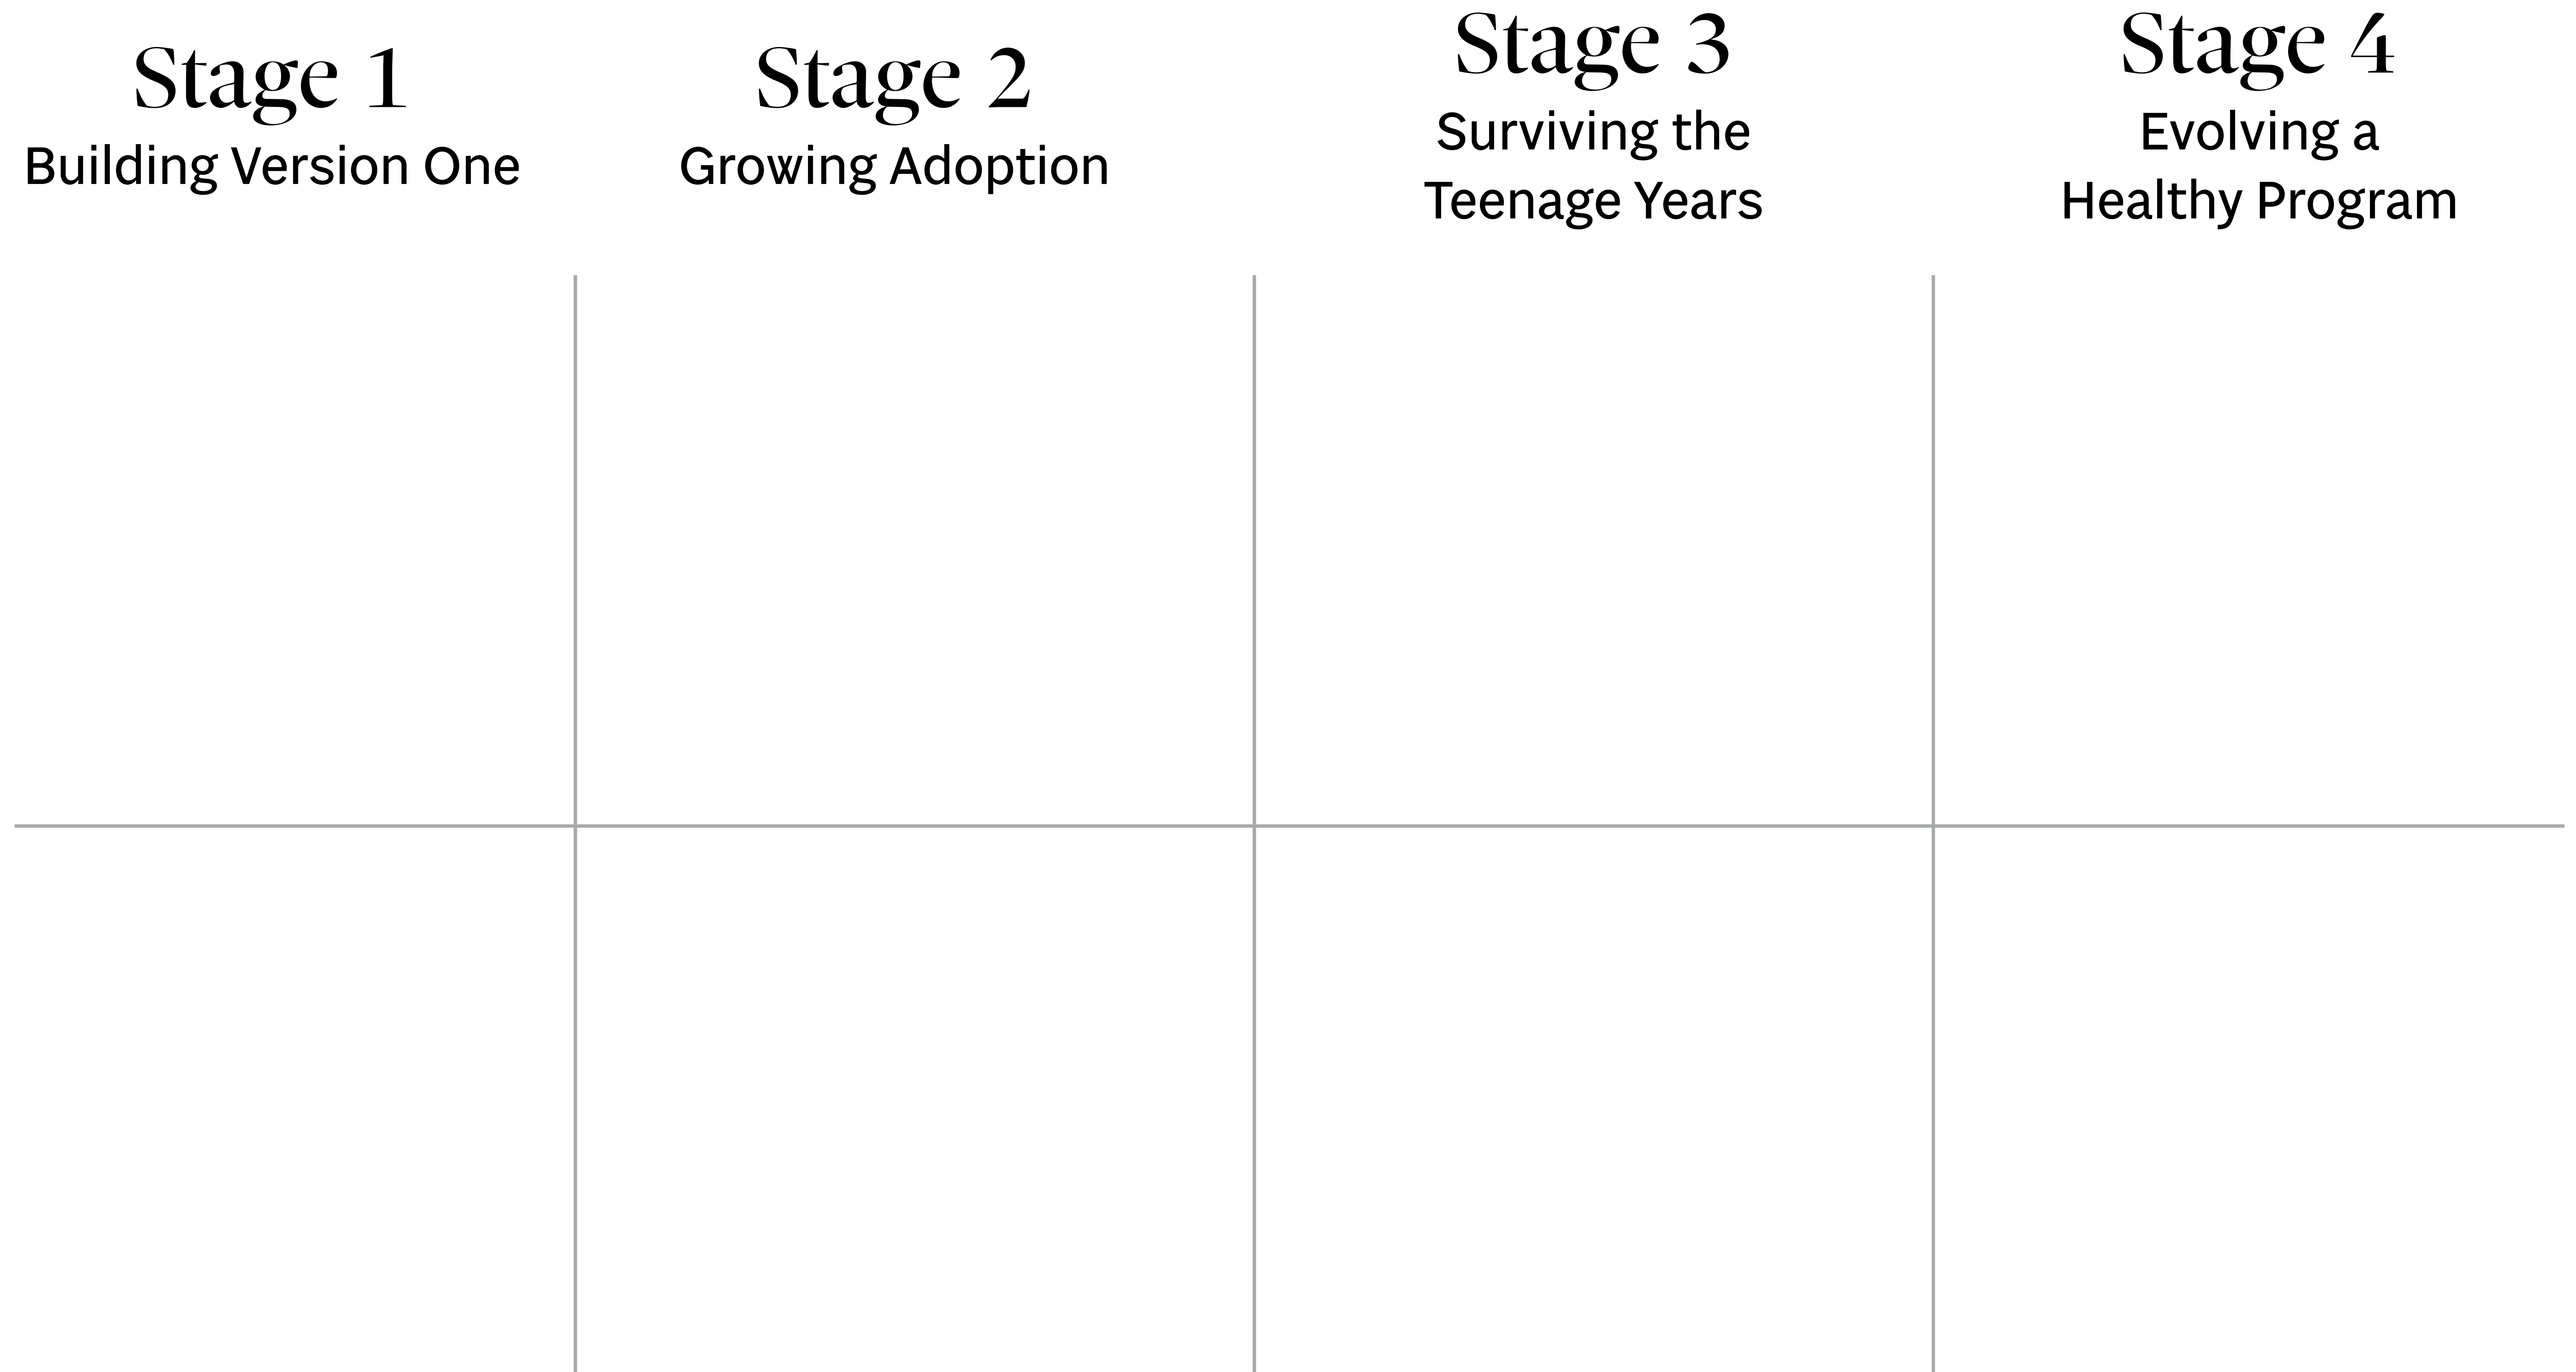 Stage 1
Building Version One
Stage 2
Growing Adoption
Stage 3
Surviving the
Teenage Years
Stage 4
Evolving a
Healthy Program